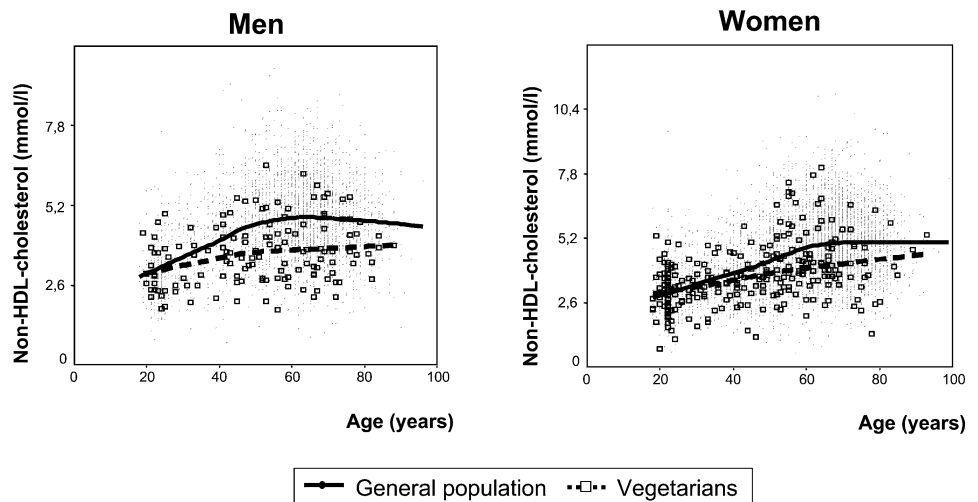 Men
Non-HDL-cholesterol (mmol/l)
7,8
5,2
2,6
0
0 20 40 60 80 100
Age (years)
Women
Non-HDL-cholesterol (mmol/l)
10,4
7,8
5,2
2,6
0
0 20 40 60 80 100
Age (years)
General population Vegetarians